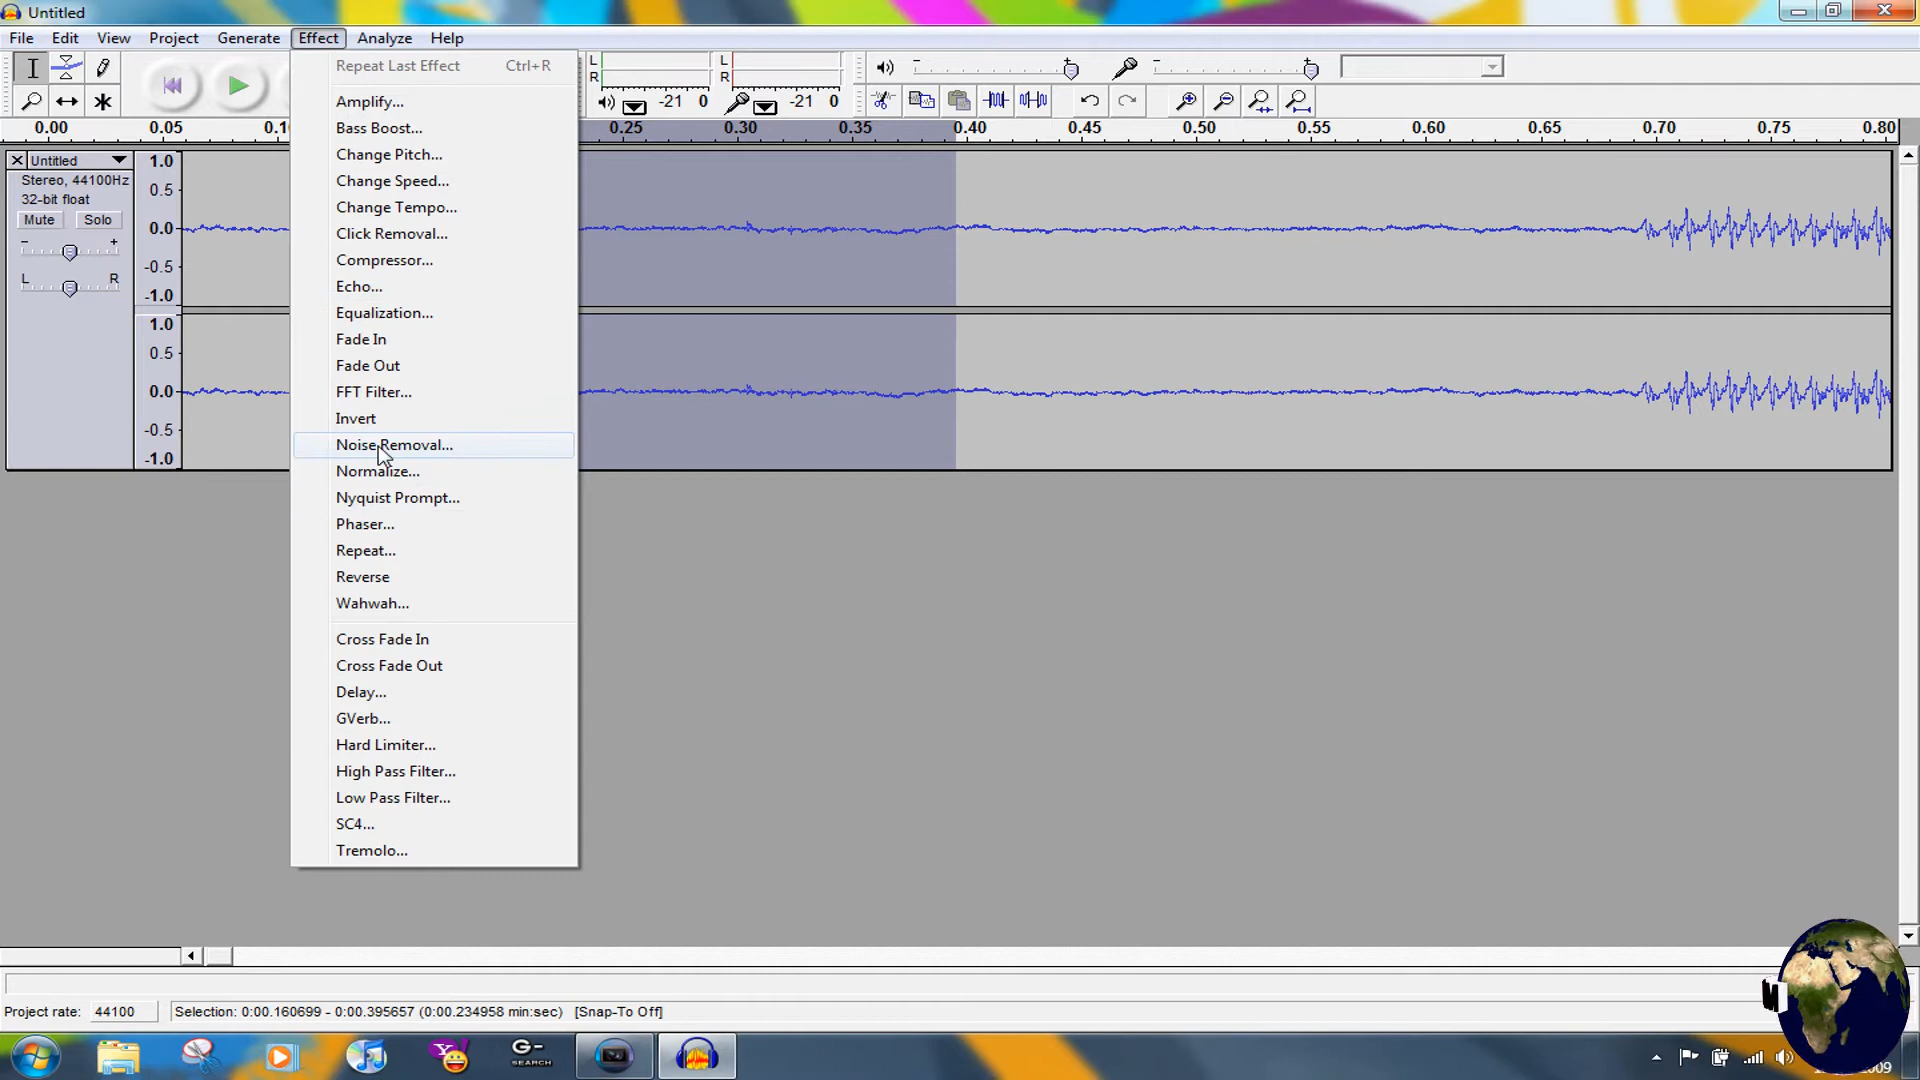 Untitled
File Edit View Project Generate Effect Analyze Help
Repeat Last Effect Ctrl+R
Amplify...
Bass Boost...
Change Pitch...
Change Speed...
Change Tempo...
Click Removal...
Compressor...
Echo...
Equalization...
Fade In
Fade Out
FFT Filter...
Invert
Noise Removal...
Normalize...
Nyquist Prompt...
Phaser...
Repeat...
Reverse
Wahwah...
Cross Fade In
Cross Fade Out
Delay...
GVerb...
Hard Limiter...
High Pass Filter...
Low Pass Filter...
SC4...
Tremolo...
L L
R R
-21 0 -21 0
0.00 0.05 0.10 0.25 0.30 0.35 0.40 0.45 0.50 0.55 0.60 0.65 0.70 0.75 0.80
Untitled 1.0
Stereo, 44100Hz 0.5
32-bit float
Mute Solo 0.0
- +
L R -0.5
-1.0
1.0
0.5
0.0
-0.5
-1.0
Project rate: 44100 Selection: 0:00.160699 - 0:00.395657 (0:00.234958 min:sec) [Snap-To Off]
G-
SEARCH